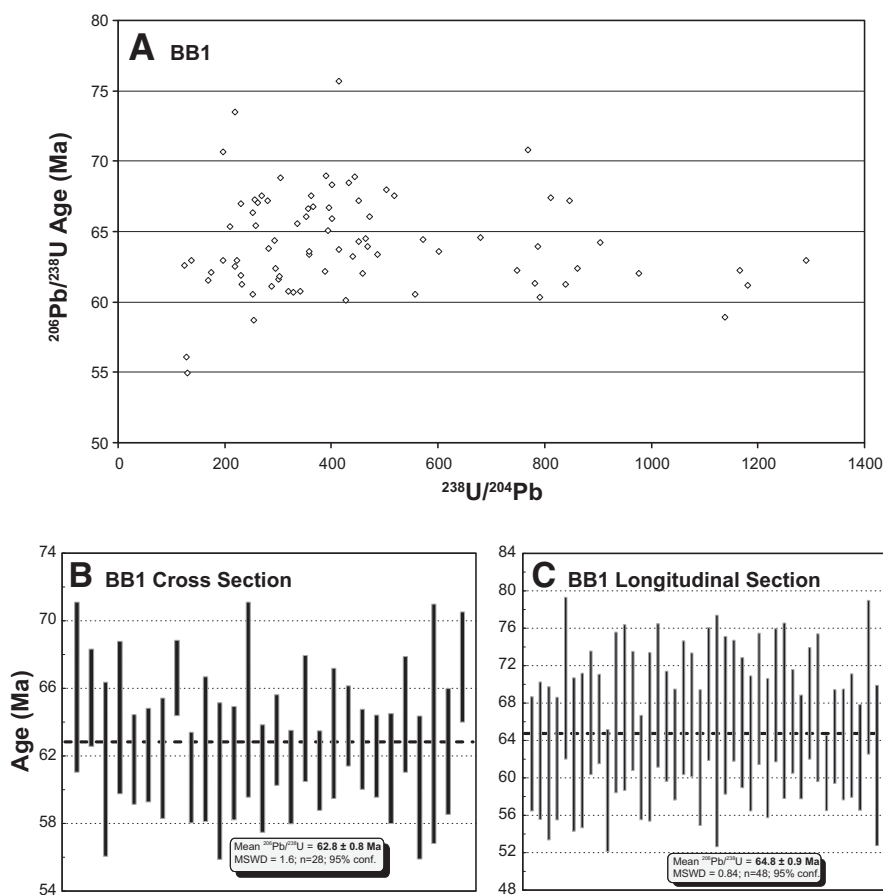 A BB1
80
75
70
65
60
55
50
²⁰⁶Pb/²³⁸U Age (Ma)
0 200 400 600 800 1000 1200 1400
²³⁸U/²⁰⁴Pb
B BB1 Cross Section
74
70
66
62
58
54
Age (Ma)
Mean ²⁰⁶Pb/²³⁸U = 62.8 ± 0.8 Ma
MSWD = 1.6; n=28; 95% conf.
C BB1 Longitudinal Section
84
80
76
72
68
64
60
56
52
48
Mean ²⁰⁶Pb/²³⁸U = 64.8 ± 0.9 Ma
MSWD = 0.84; n=48; 95% conf.